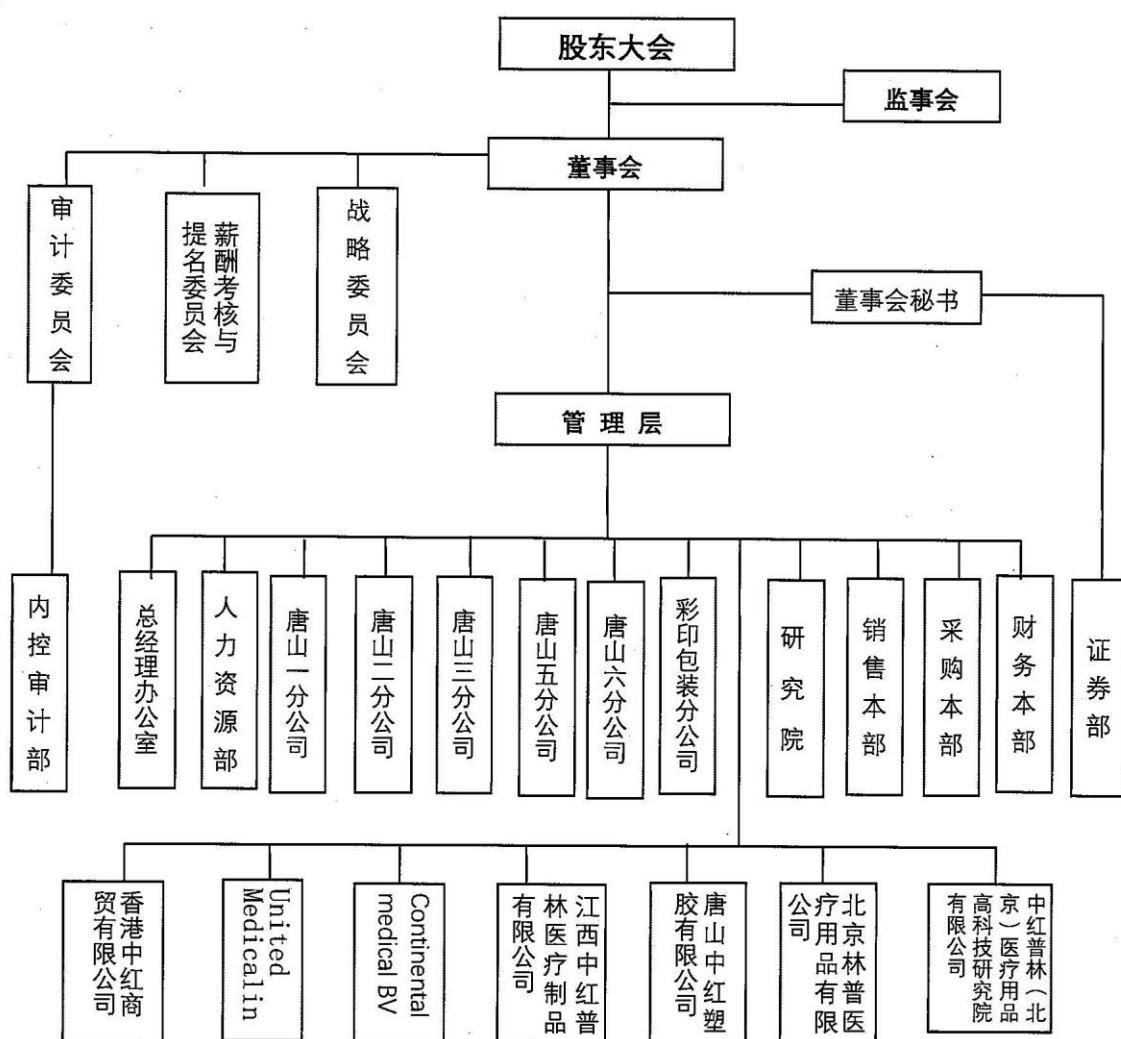 股东大会
监事会
董事会
审计委员会
薪酬考核与
提名委员会
战略委员会
董事会秘书
管理层
内控审计部
总经理办公室
人力资源部
唐山一分公司
唐山二分公司
唐山三分公司
唐山五分公司
唐山六分公司
彩印包装分公司
研究院
销售本部
采购本部
财务本部
证券部
香港中红商
贸有限公司
United
Medicalin
Continental
medical BV
江西中红普
林医疗制品
有限公司
唐山中红塑
胶有限公司
北京林普医
疗用品有限
公司
中红普林（北
京）医疗用品
高科技研究院
有限公司